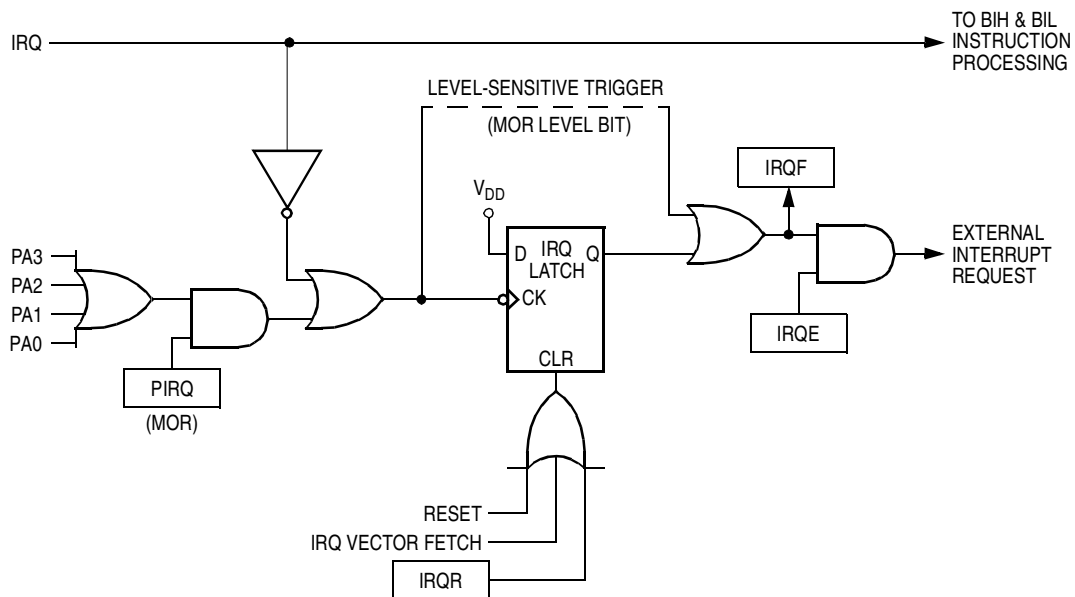 IRQ
TO BIH & BIL
INSTRUCTION
PROCESSING
LEVEL-SENSITIVE TRIGGER
(MOR LEVEL BIT)
VDD
IRQF
D
IRQ
LATCH
Q
CK
CLR
EXTERNAL
INTERRUPT
REQUEST
IRQE
PA3
PA2
PA1
PA0
PIRQ
(MOR)
RESET
IRQ VECTOR FETCH
IRQR